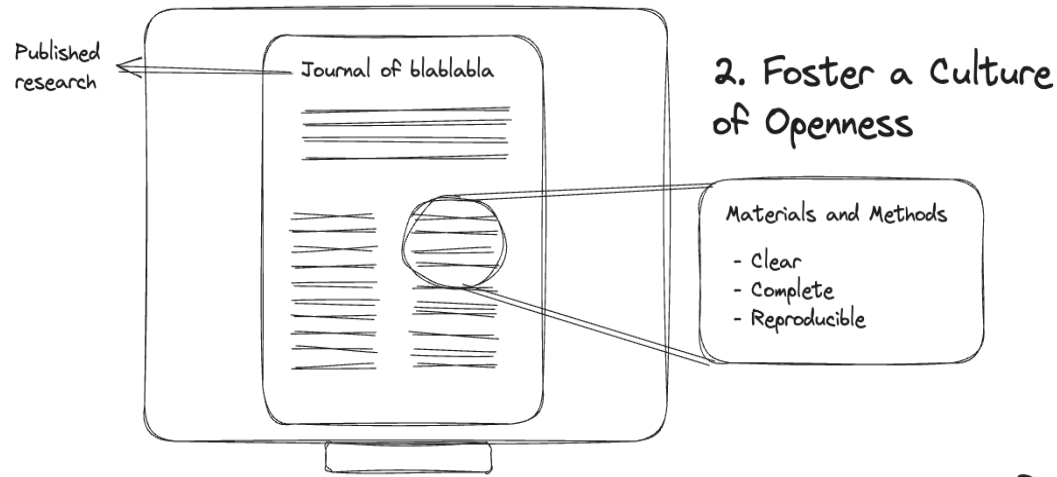 Published
research
Journal of blablabla
2. Foster a Culture
of Openness
Materials and Methods
- Clear
- Complete
- Reproducible